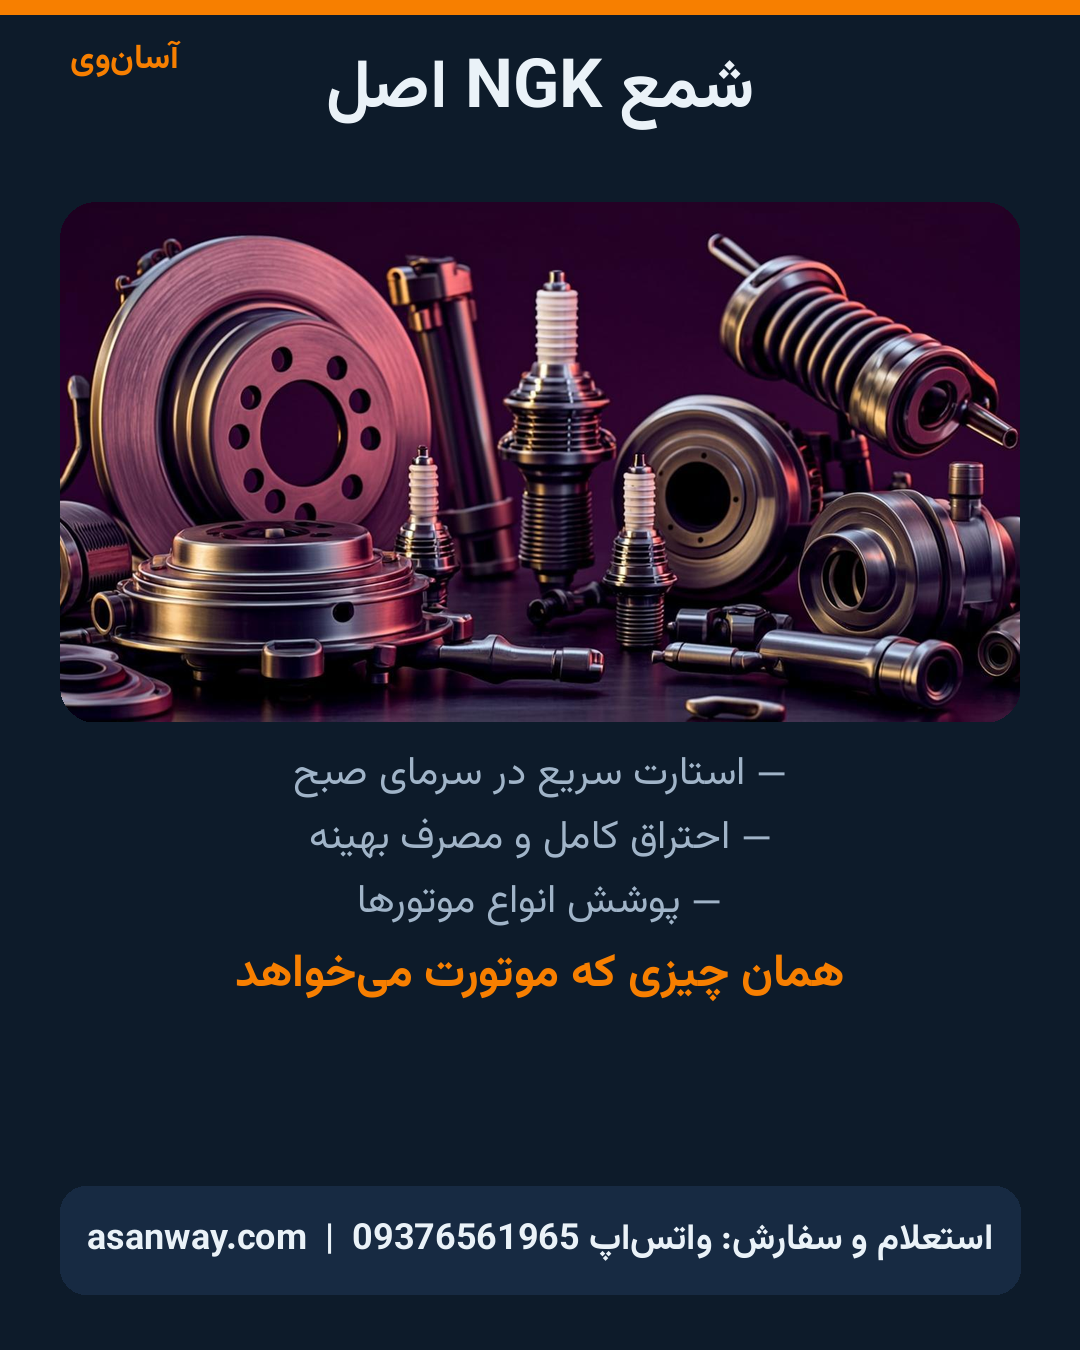 آسان‌وی
شمع NGK اصل
– استارت سریع در سرمای صبح
– احتراق کامل و مصرف بهینه
– پوشش انواع موتورها
همان چیزی که موتورت می‌خواهد
استعلام و سفارش: واتس‌اپ 09376561965 | asanway.com